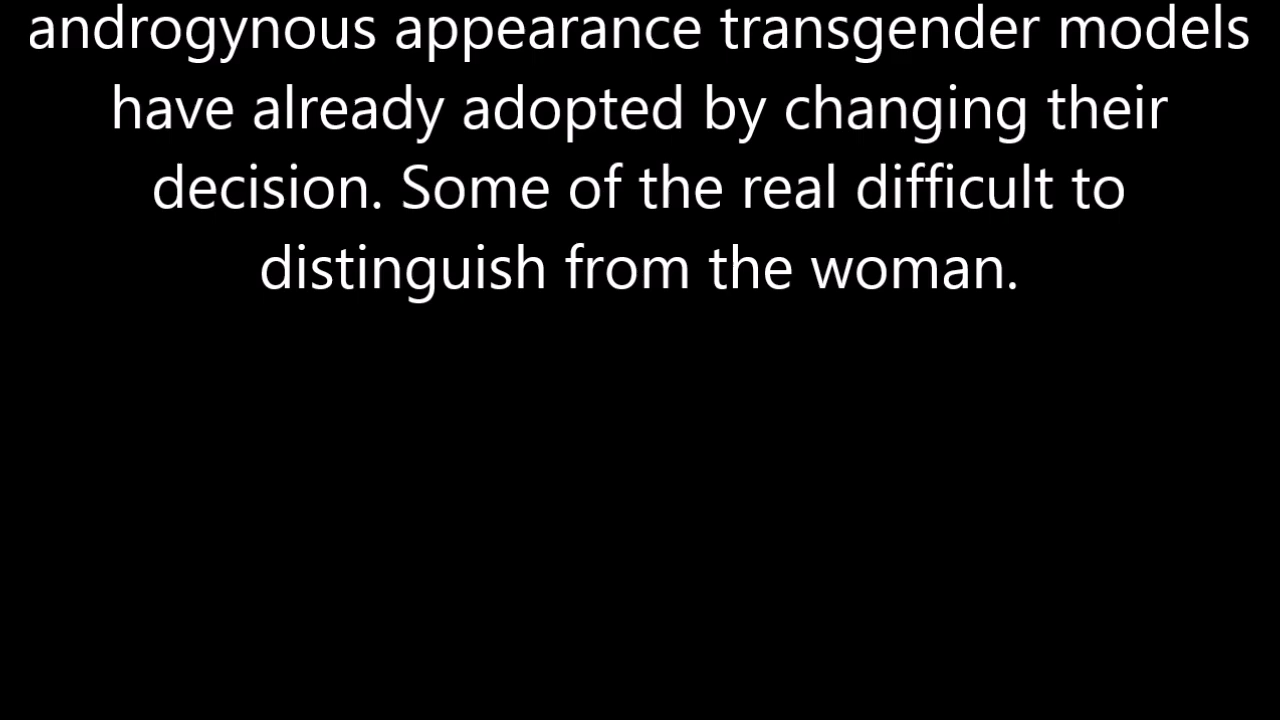 androgynous appearance transgender models
have already adopted by changing their
decision. Some of the real difficult to
distinguish from the woman.